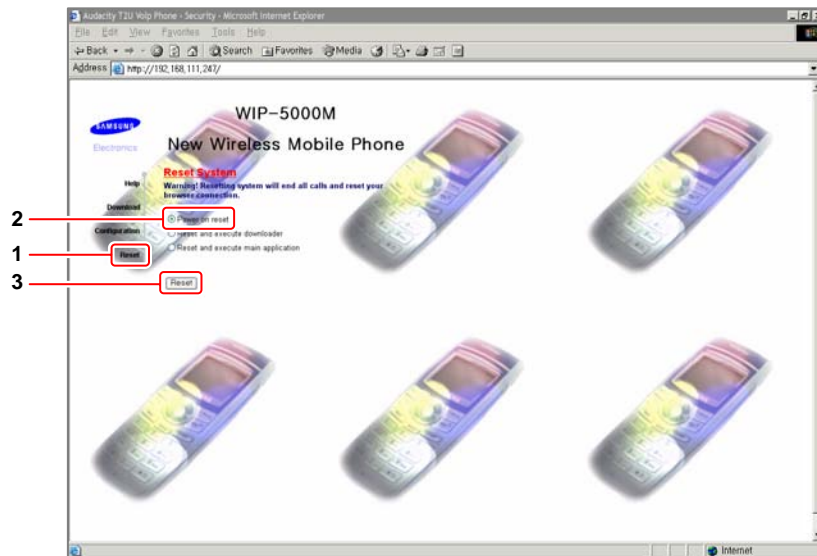 Audacity T2U Voip Phone - Security - Microsoft Internet Explorer
File Edit View Favorites Tools Help
Back Search Favorites Media
Address http://192,168,111,247/
SAMSUNG
Electronics
WIP-5000M
New Wireless Mobile Phone
Reset System
Warning! Resetting system will end all calls and reset your
browser connection.
Help
Download
Configuration
Reset
2
Power on reset
Reset and execute downloader
1
Reset and execute main application
3
Reset
Internet